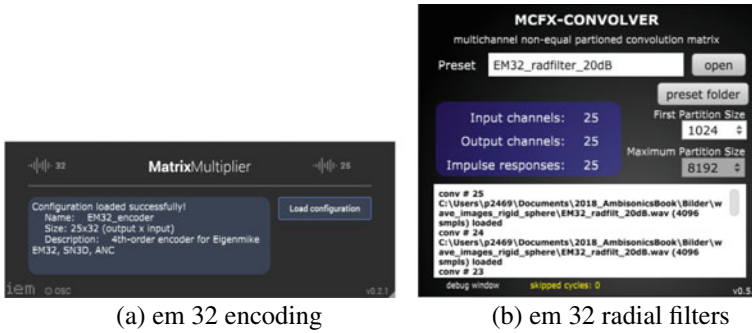 32
MatrixMultiplier
25
Configuration loaded successfully!
Name: EM32_encoder
Size: 25x32 (output x input)
Description: 4th-order encoder for Eigenmike
EM32, SN3D, ANC
Load configuration
iem OSC
v0.2.1
(a) em 32 encoding
MCFX-CONVOLVER
multichannel non-equal partioned convolution matrix
Preset EM32_radfilter_20dB open
preset folder
Input channels: 25
Output channels: 25
Impulse responses: 25
First Partition Size
1024
Maximum Partition Size
8192
conv # 25
C:\Users\p2469\Documents\2018_AmbisonicsBook\Bilder\w
ave_images_rigid_sphere\EM32_radfilt_20dB.wav (4096
smpls) loaded
conv # 24
C:\Users\p2469\Documents\2018_AmbisonicsBook\Bilder\w
ave_images_rigid_sphere\EM32_radfilt_20dB.wav (4096
smpls) loaded
conv # 23
debug window skipped cycles: 0
v0.5.
(b) em 32 radial filters